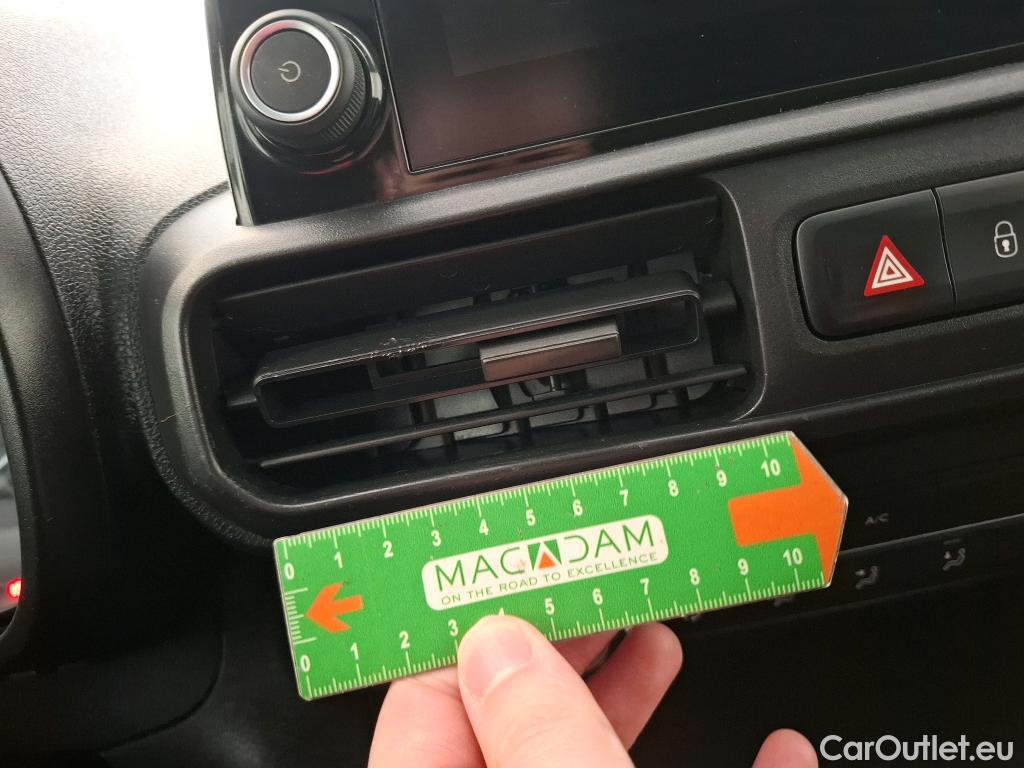 0 1 2 3 4 5 6 7 8 9 10
MACADAM
ON THE ROAD TO EXCELLENCE
0 1 2 3 4 5 6 7 8 9 10
A/C
CarOutlet.eu